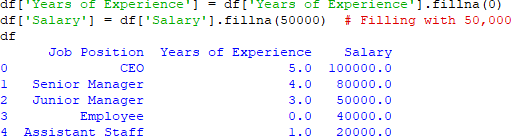 df['Years of Experience'] = df['Years of Experience'].fillna(0)
df['Salary'] = df['Salary'].fillna(50000)  # Filling with 50,000
df
Job Position Years of Experience Salary
0 CEO 5.0 100000.0
1 Senior Manager 4.0 80000.0
2 Junior Manager 3.0 50000.0
3 Employee 0.0 40000.0
4 Assistant Staff 1.0 20000.0